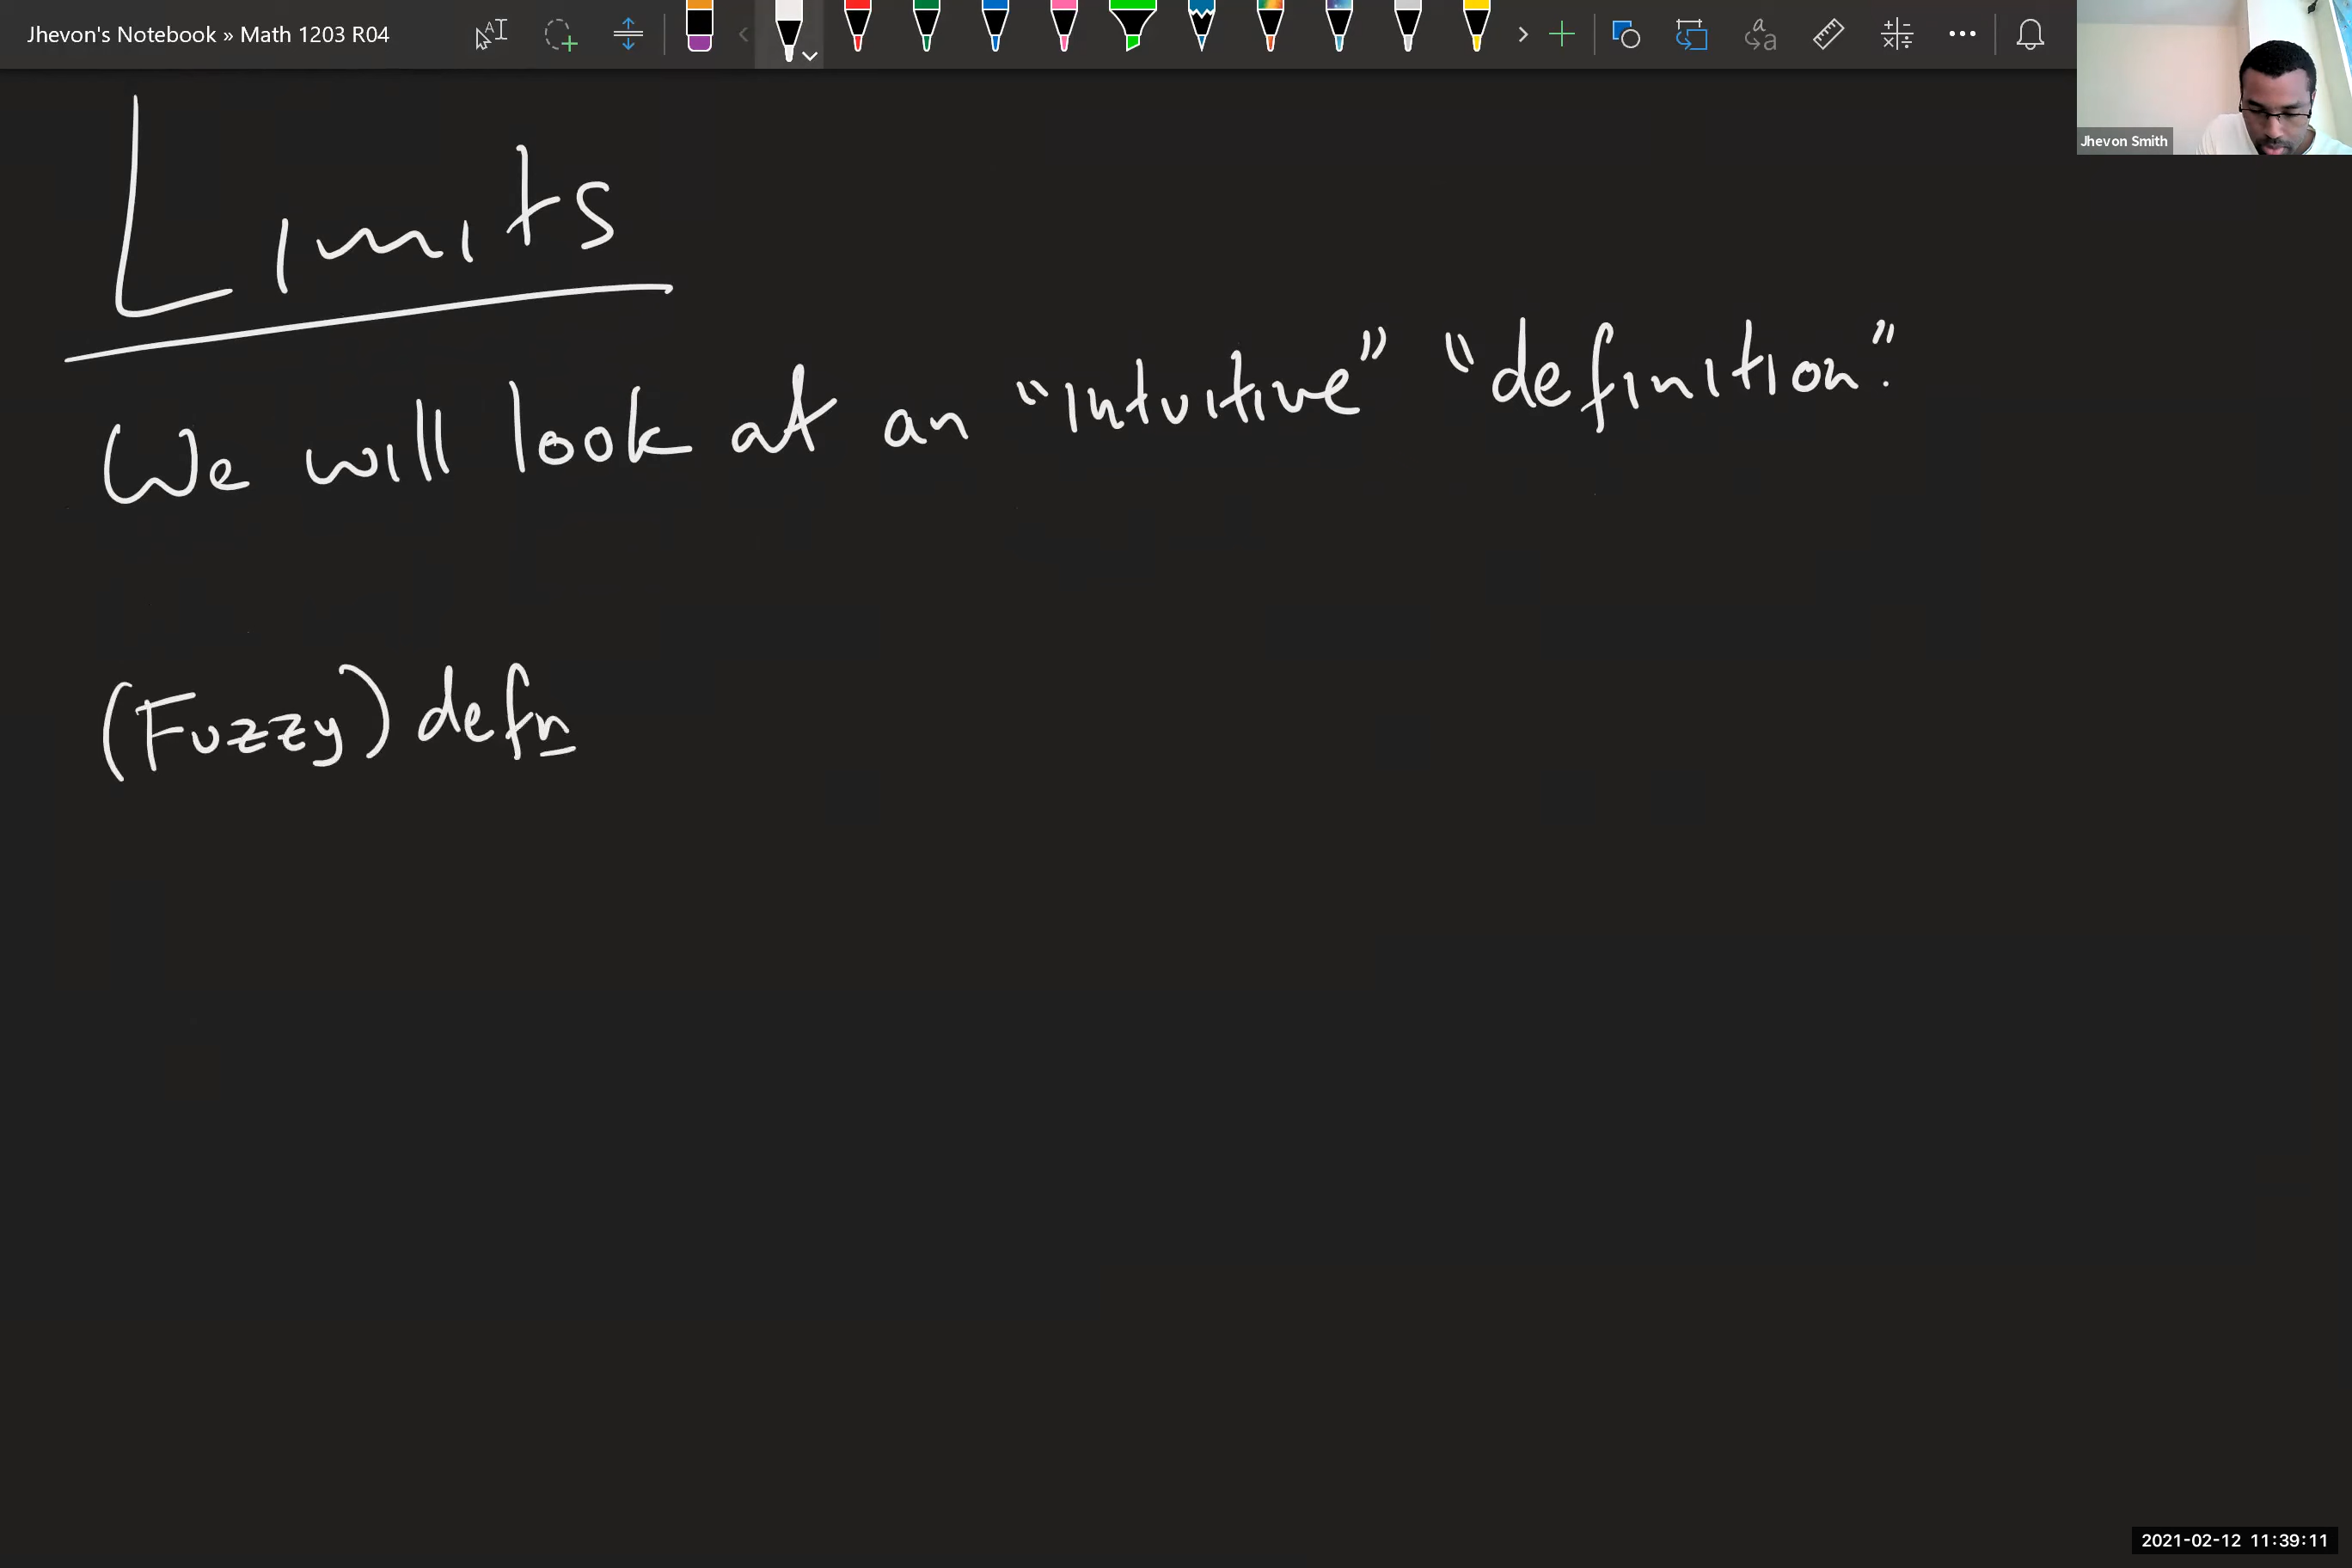 Jhevon's Notebook » Math 1203 R04
Jhevon Smith
Limits
We will look at an "intuitive" "definition".
(Fuzzy) defn
2021-02-12 11:39:11